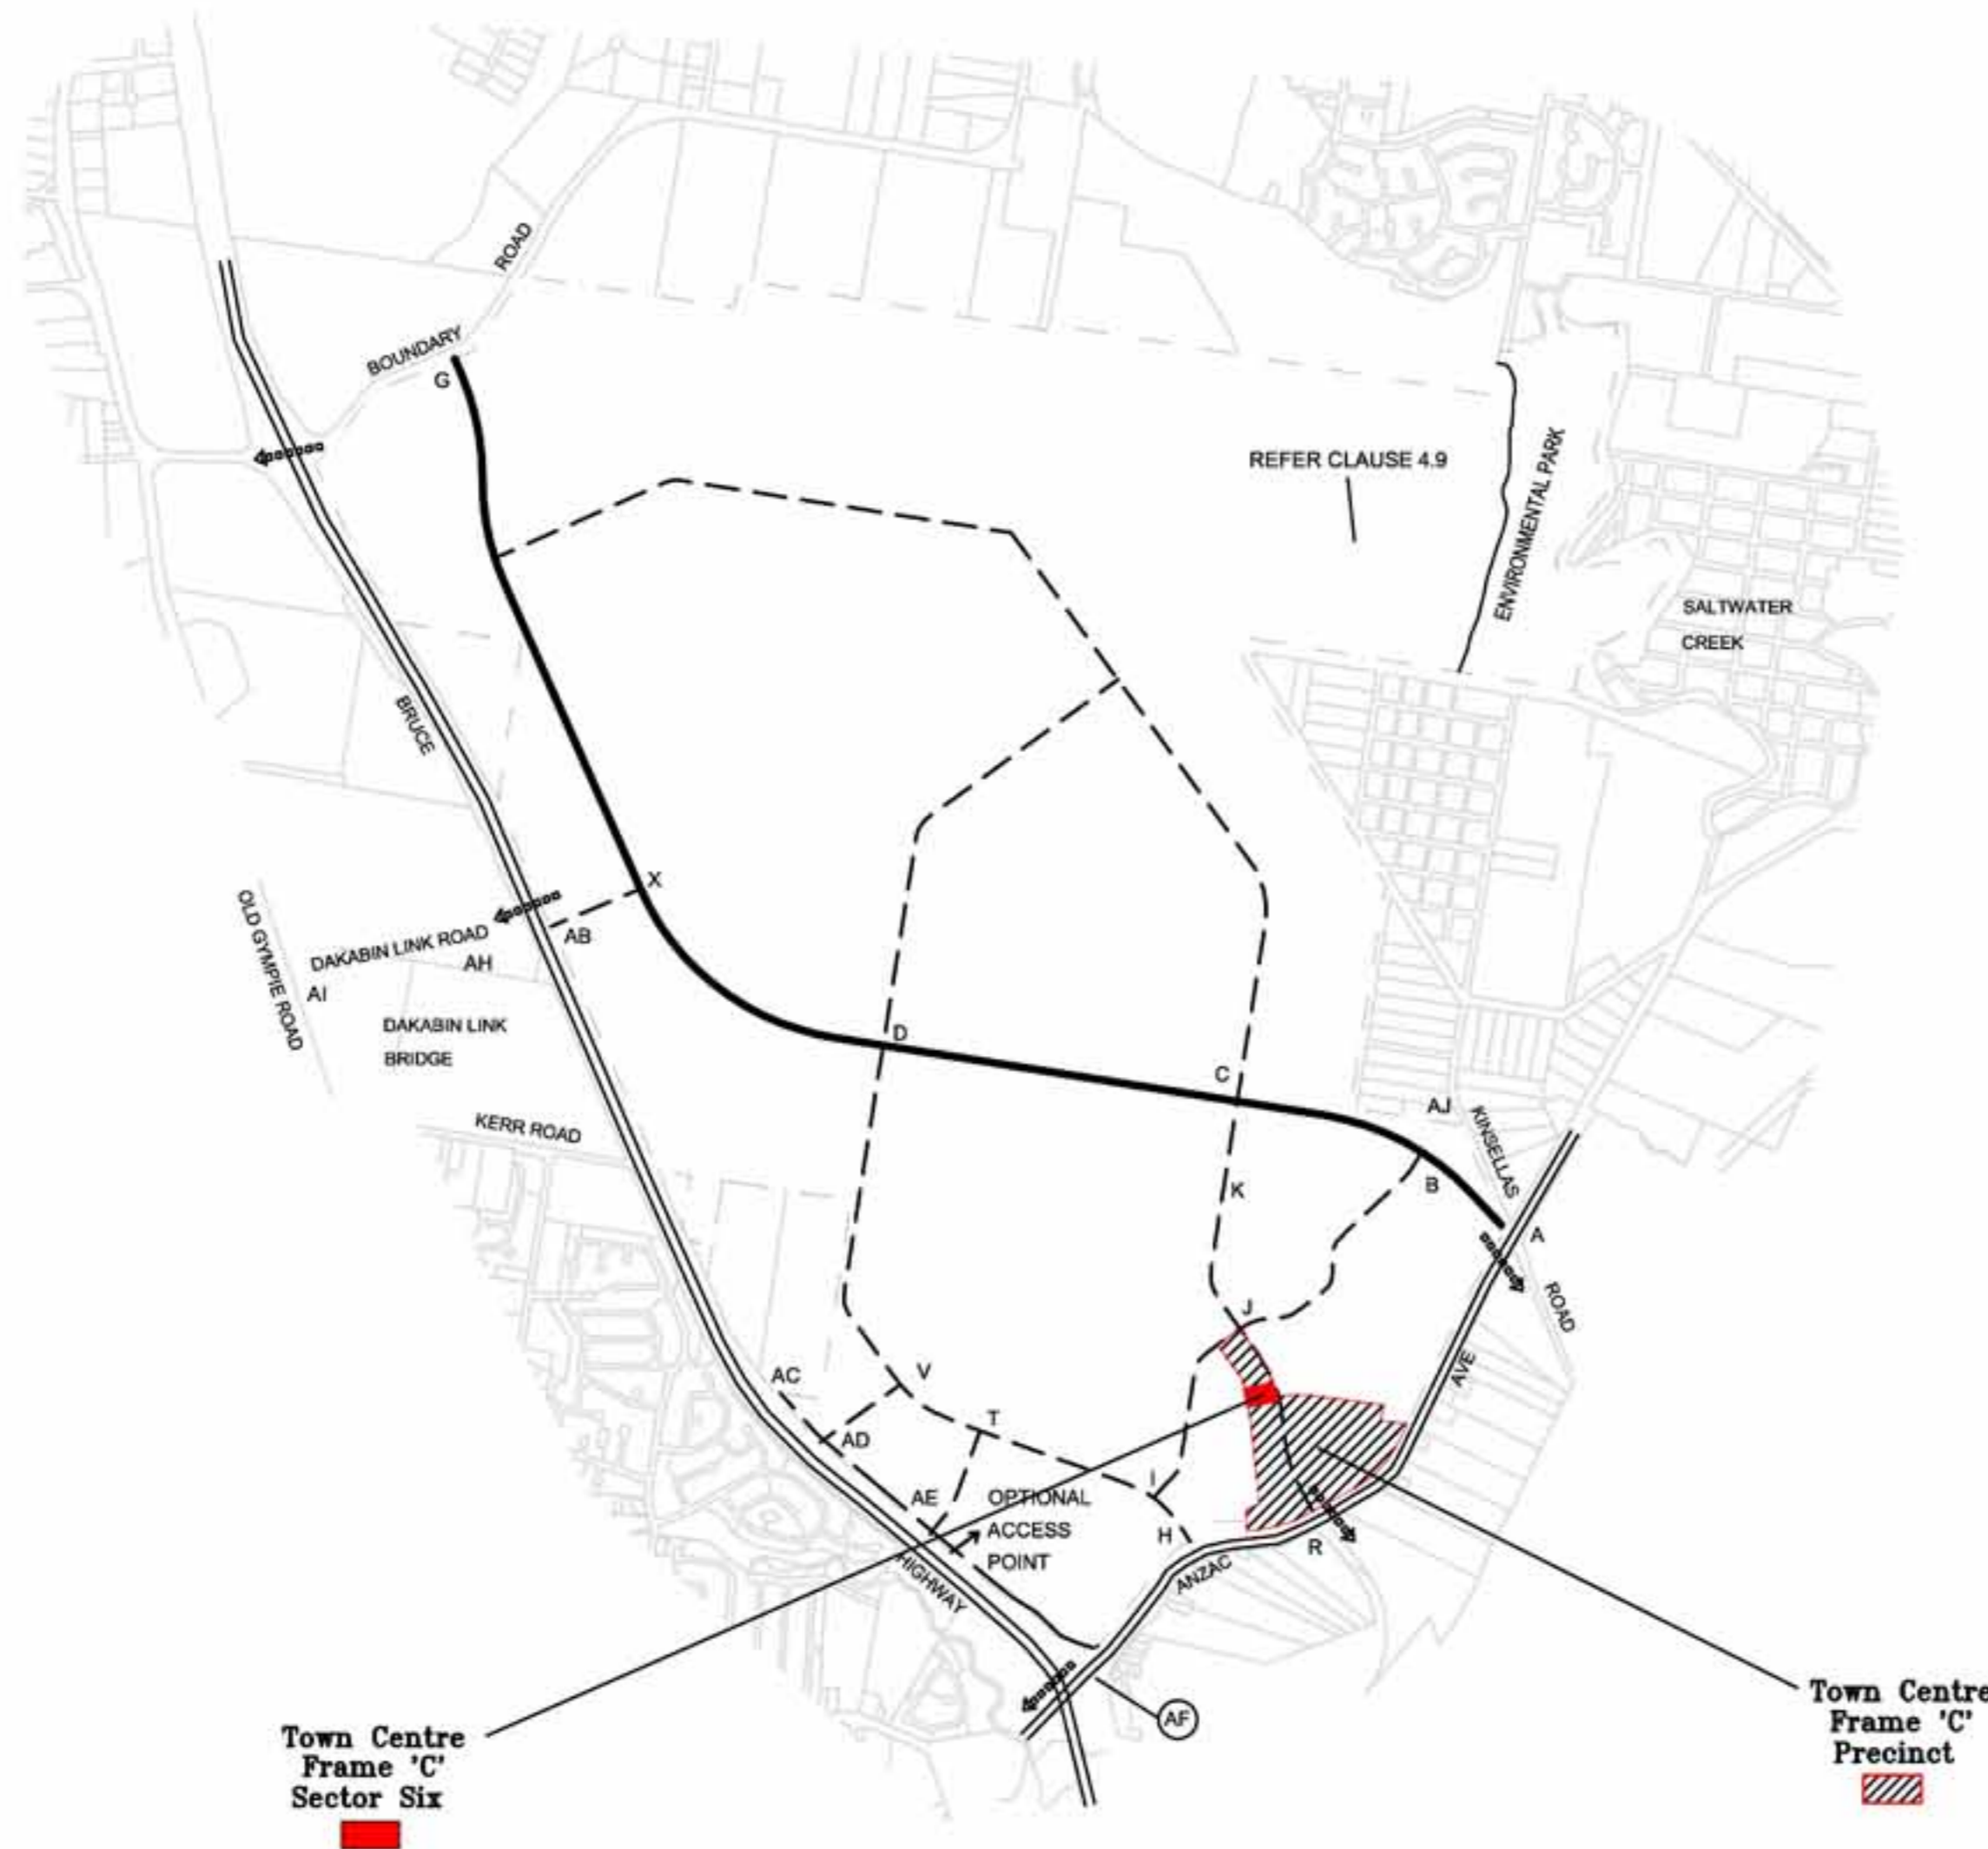 ROAD
BOUNDARY
G
REFER CLAUSE 4.9
ENVIRONMENTAL PARK
SALTWATER
CREEK
BRUCE
X
OLD GYMPIE ROAD
DAKABIN LINK ROAD
AB
AH
AI
DAKABIN LINK
BRIDGE
D
C
AJ
KINSELLAS
KERR ROAD
K
B
A
ROAD
J
AVE
AC
V
T
AD
I
AE
OPTIONAL
ACCESS
POINT
H
R
HIGHWAY
ANZAC
AF
Town Centre
Frame 'C'
Precinct
Town Centre
Frame 'C'
Sector Six